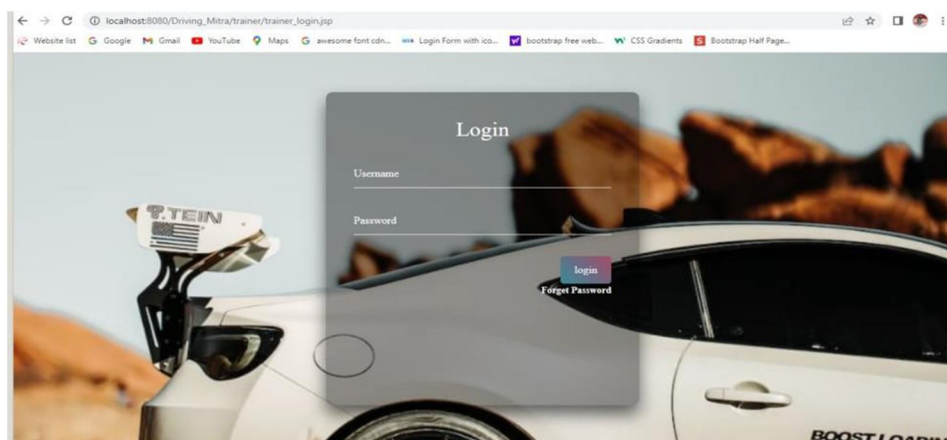 localhost:8080/Driving_Mitra/trainer/trainer_login.jsp
Website list Google Gmail YouTube Maps awesome font cdn... Login Form with ico... bootstrap free web... CSS Gradients Bootstrap Half Page...
Login
Username
Password
login
Forget Password
TEIN
BOOST